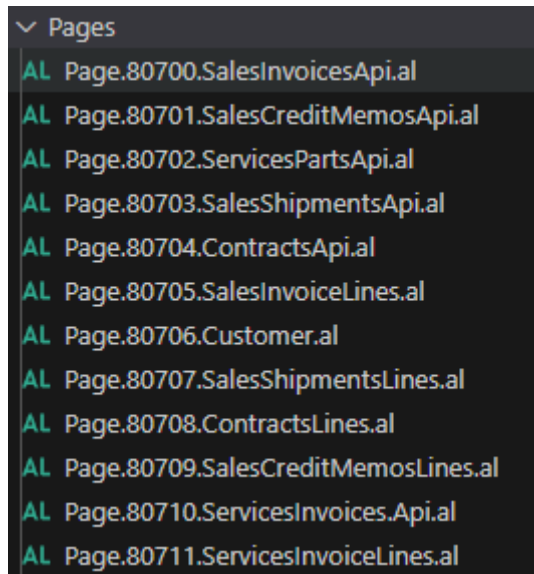 Pages
AL Page.80700.SalesInvoicesApi.al
AL Page.80701.SalesCreditMemosApi.al
AL Page.80702.ServicesPartsApi.al
AL Page.80703.SalesShipmentsApi.al
AL Page.80704.ContractsApi.al
AL Page.80705.SalesInvoiceLines.al
AL Page.80706.Customer.al
AL Page.80707.SalesShipmentsLines.al
AL Page.80708.ContractsLines.al
AL Page.80709.SalesCreditMemosLines.al
AL Page.80710.ServicesInvoices.Api.al
AL Page.80711.ServicesInvoiceLines.al